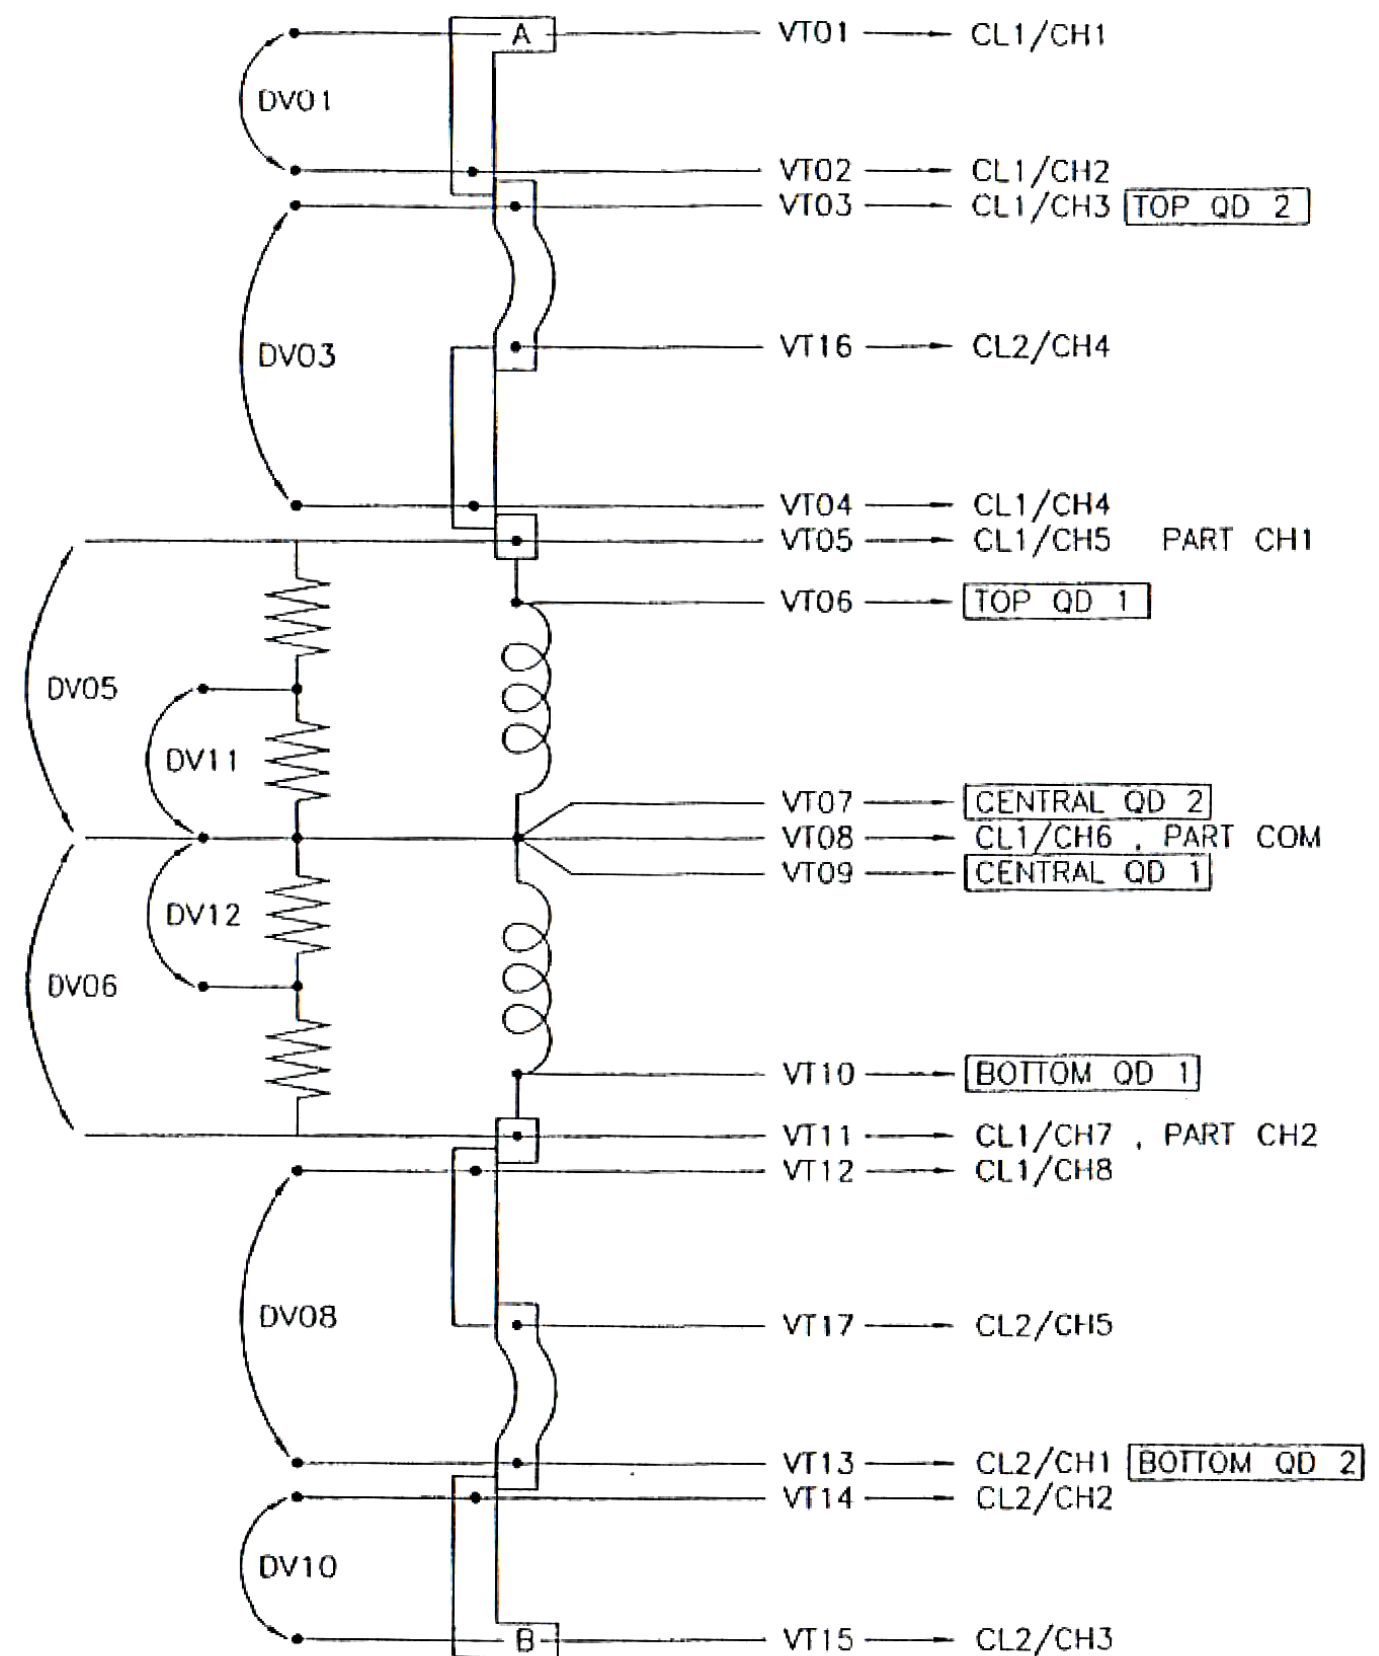 A VT01 CL1/CH1
DV01
VT02 CL1/CH2
VT03 CL1/CH3 TOP QD 2
DV03
VT16 CL2/CH4
VT04 CL1/CH4
VT05 CL1/CH5 PART CH1
VT06 TOP QD 1
DV05
DV11
VT07 CENTRAL QD 2
VT08 CL1/CH6 , PART COM
VT09 CENTRAL QD 1
DV12
DV06
VT10 BOTTOM QD 1
VT11 CL1/CH7 , PART CH2
VT12 CL1/CH8
DV08
VT17 CL2/CH5
VT13 CL2/CH1 BOTTOM QD 2
VT14 CL2/CH2
DV10
B VT15 CL2/CH3